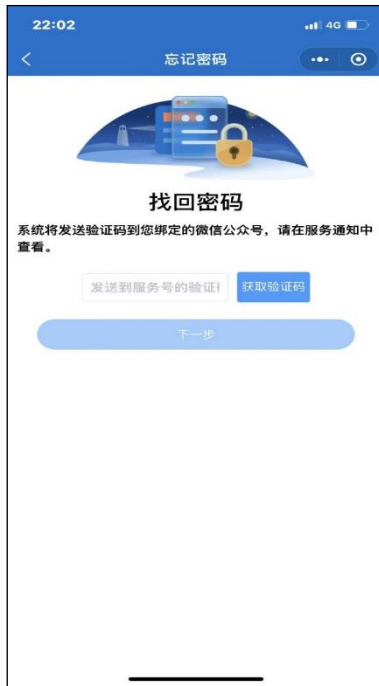 22:02
4G
忘记密码
找回密码
系统将发送验证码到您绑定的微信公众号，请在服务通知中
查看。
发送到服务号的验证
获取验证码
下一步